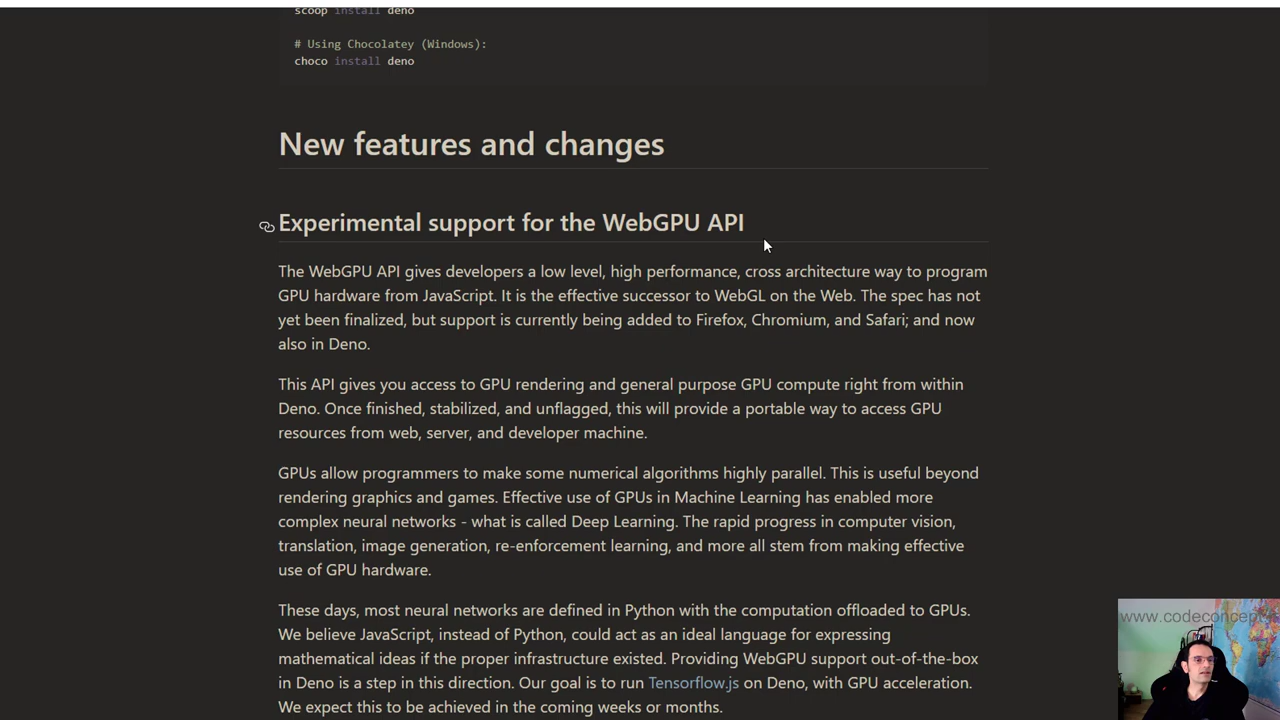 scoop install deno
# Using Chocolatey (Windows):
choco install deno
New features and changes
Experimental support for the WebGPU API
The WebGPU API gives developers a low level, high performance, cross architecture way to program
GPU hardware from JavaScript. It is the effective successor to WebGL on the Web. The spec has not
yet been finalized, but support is currently being added to Firefox, Chromium, and Safari; and now
also in Deno.
This API gives you access to GPU rendering and general purpose GPU compute right from within
Deno. Once finished, stabilized, and unflagged, this will provide a portable way to access GPU
resources from web, server, and developer machine.
GPUs allow programmers to make some numerical algorithms highly parallel. This is useful beyond
rendering graphics and games. Effective use of GPUs in Machine Learning has enabled more
complex neural networks - what is called Deep Learning. The rapid progress in computer vision,
translation, image generation, re-enforcement learning, and more all stem from making effective
use of GPU hardware.
These days, most neural networks are defined in Python with the computation offloaded to GPUs.
We believe JavaScript, instead of Python, could act as an ideal language for expressing
mathematical ideas if the proper infrastructure existed. Providing WebGPU support out-of-the-box
in Deno is a step in this direction. Our goal is to run Tensorflow.js on Deno, with GPU acceleration.
We expect this to be achieved in the coming weeks or months.